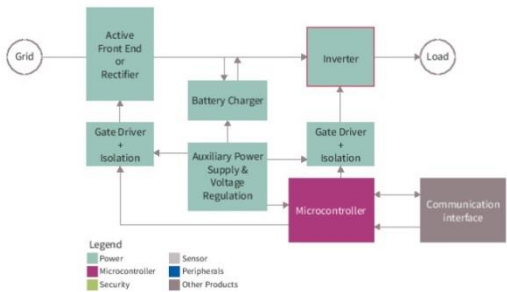 Active
Front End
or
Rectifier
Grid
Inverter
Load
Battery Charger
Gate Driver
+
Isolation
Auxiliary Power
Supply &
Voltage
Regulation
Gate Driver
+
Isolation
Microcontroller
Communication
interface
Legend
Power
Sensor
Microcontroller
Peripherals
Security
Other Products